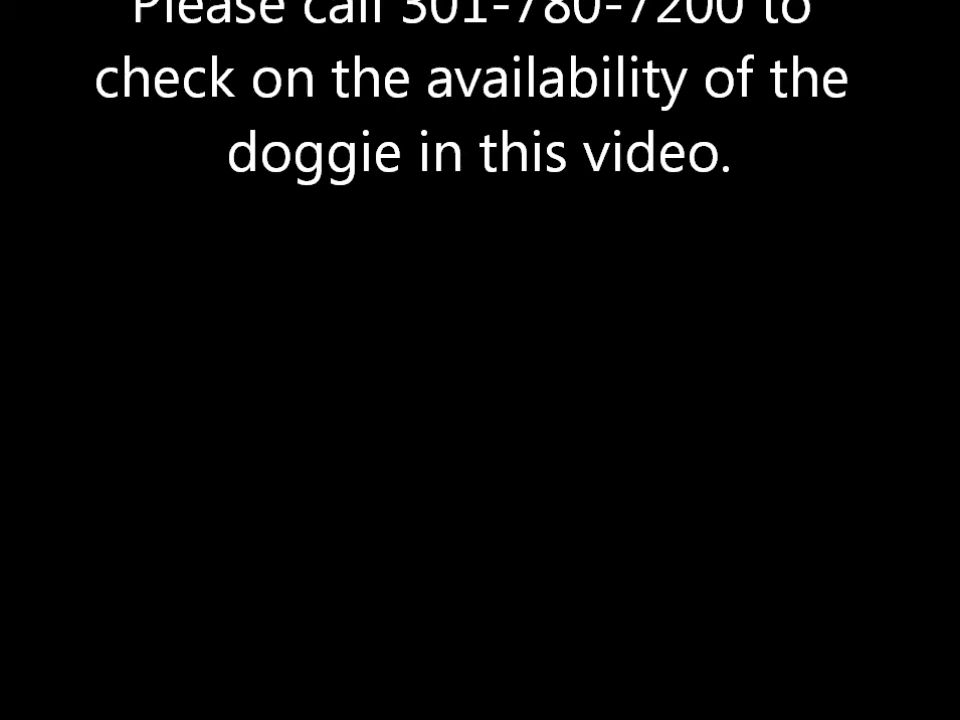 Please call 301-780-7200 to
check on the availability of the
doggie in this video.